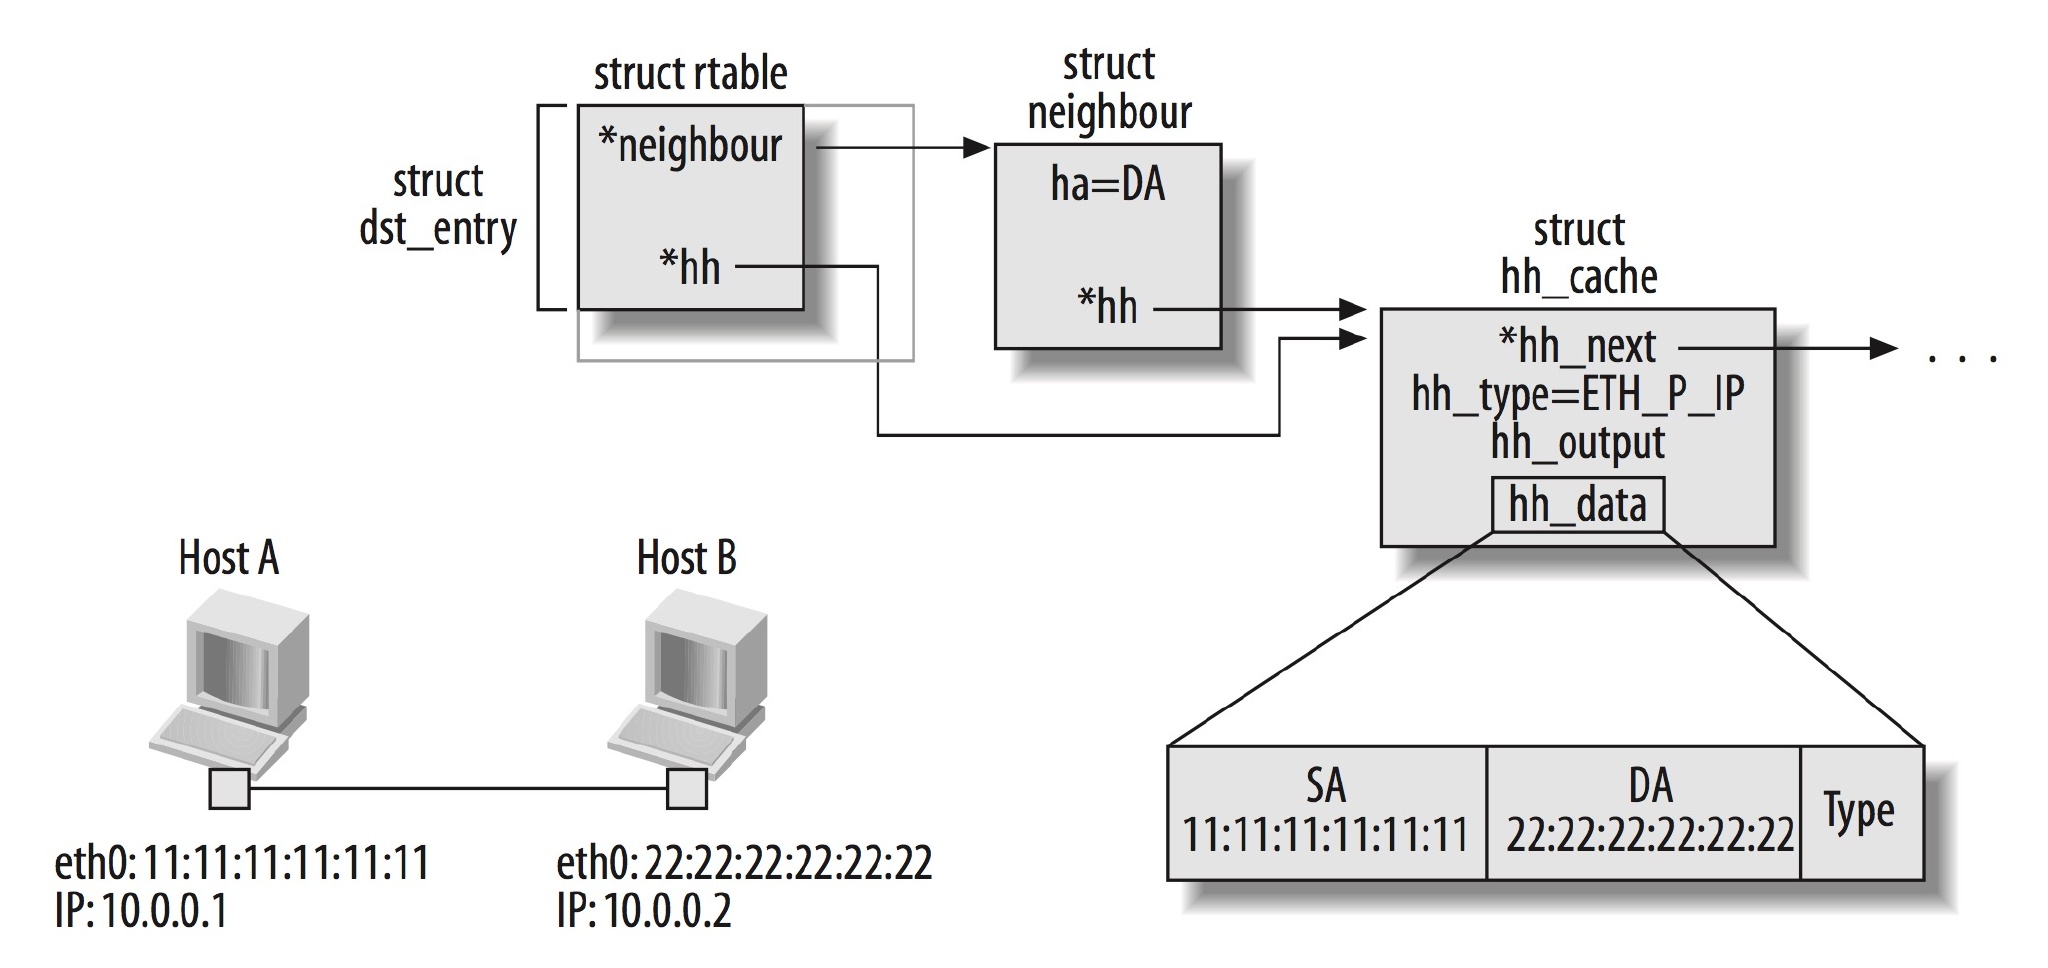 struct rtable
*neighbour
*hh
struct
dst_entry
struct
neighbour
ha=DA
*hh
struct
hh_cache
*hh_next
. . .
hh_type=ETH_P_IP
hh_output
hh_data
Host A
Host B
eth0: 11:11:11:11:11:11
IP: 10.0.0.1
eth0: 22:22:22:22:22:22
IP: 10.0.0.2
SA
11:11:11:11:11:11
DA
22:22:22:22:22:22
Type